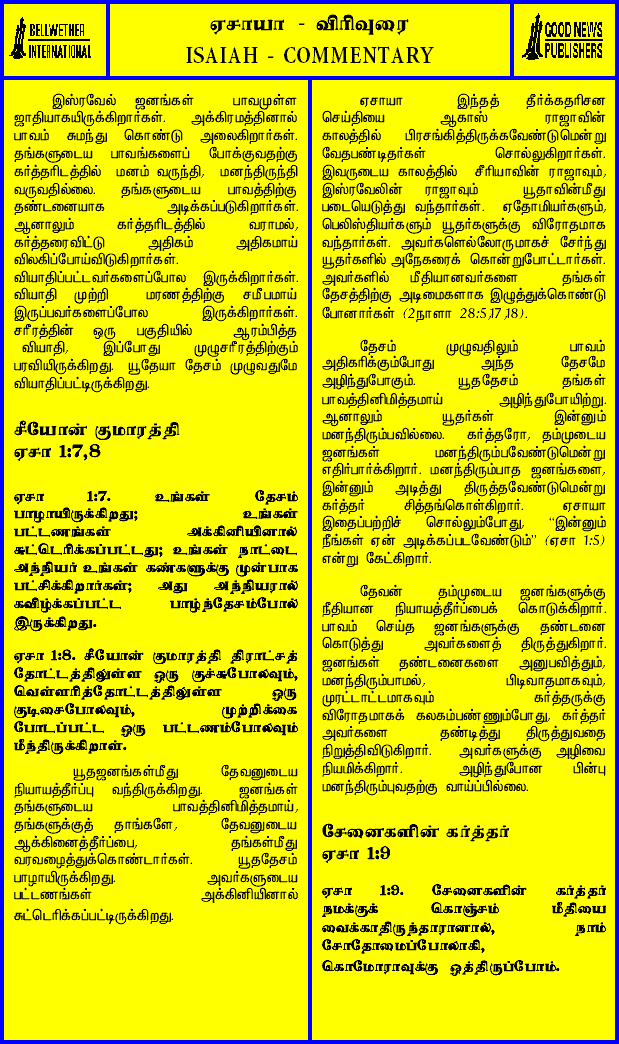 BELLWETHER
INTERNATIONAL
ஏசாயா - விரிவுரை
ISAIAH - COMMENTARY
GOOD NEWS
PUBLISHERS
இஸ்ரவேல் ஜனங்கள் பாவமுள்ள
ஜாதியாகயிருக்கிறார்கள். அக்கிரமத்தினால்
பாவம் சுமந்து கொண்டு அலைகிறார்கள்.
தங்களுடைய பாவங்களைப் போக்குவதற்கு
கர்த்தரிடத்தில் மனம் வருந்தி, மனந்திருந்தி
வருவதில்லை. தங்களுடைய பாவத்திற்கு
தண்டனையாக அடிக்கப்படுகிறார்கள்.
ஆனாலும் கர்த்தரிடத்தில் வராமல்,
கர்த்தரைவிட்டு அதிகம் அதிகமாய்
விலகிப்போய்விடுகிறார்கள்.
வியாதிப்பட்டவர்களைப்போல இருக்கிறார்கள்.
வியாதி முற்றி மரணத்திற்கு சமீபமாய்
இருப்பவர்களைப்போல இருக்கிறார்கள்.
சரீரத்தின் ஒரு பகுதியில் ஆரம்பித்த
வியாதி, இப்போது முழுசரீரத்திற்கும்
பரவியிருக்கிறது. யூதேயா தேசம் முழுவதுமே
வியாதிப்பட்டிருக்கிறது.
சீயோன் குமாரத்தி
ஏசா 1:7,8
ஏசா 1:7. உங்கள் தேசம்
பாழாயிருக்கிறது; உங்கள்
பட்டணங்கள் அக்கினியினால்
சுட்டெரிக்கப்பட்டது; உங்கள் நாட்டை
அந்நியர் உங்கள் கண்களுக்கு முன்பாக
பட்சிக்கிறார்கள்; அது அந்நியரால்
கவிழ்க்கப்பட்ட பாழ்ந்தேசம்போல்
இருக்கிறது.
ஏசா 1:8. சீயோன் குமாரத்தி திராட்சத்
தோட்டத்திலுள்ள ஒரு குச்சுபோலவும்,
வெள்ளரித்தோட்டத்திலுள்ள ஒரு
குடிசைபோலவும், முற்றிக்கை
போடப்பட்ட ஒரு பட்டணம்போலவும்
மீந்திருக்கிறாள்.
யூதஜனங்கள்மீது தேவனுடைய
நியாயத்தீர்ப்பு வந்திருக்கிறது. ஜனங்கள்
தங்களுடைய பாவத்தினிமித்தமாய்,
தங்களுக்குத் தாங்களே, தேவனுடைய
ஆக்கினைத்தீர்ப்பை, தங்கள்மீது
வரவழைத்துக்கொண்டார்கள். யூததேசம்
பாழாயிருக்கிறது. அவர்களுடைய
பட்டணங்கள் அக்கினியினால்
சுட்டெரிக்கப்பட்டிருக்கிறது.
ஏசாயா இந்தத் தீர்க்கதரிசன
செய்தியை ஆகாஸ் ராஜாவின்
காலத்தில் பிரசங்கித்திருக்கவேண்டுமென்று
வேதபண்டிதர்கள் சொல்லுகிறார்கள்.
இவருடைய காலத்தில் சீரியாவின் ராஜாவும்,
இஸ்ரவேலின் ராஜாவும் யூதாவின்மீது
படையெடுத்து வந்தார்கள். ஏதோமியர்களும்,
பெலிஸ்தியர்களும் யூதர்களுக்கு விரோதமாக
வந்தார்கள். அவர்களெல்லோருமாகச் சேர்ந்து
யூதர்களில் அநேகரைக் கொன்றுபோட்டார்கள்.
அவர்களில் மீதியானவர்களை தங்கள்
தேசத்திற்கு அடிமைகளாக இழுத்துக்கொண்டு
போனார்கள் (2நாளா 28:5,17,18).
தேசம் முழுவதிலும் பாவம்
அதிகரிக்கும்போது அந்த தேசமே
அழிந்துபோகும். யூததேசம் தங்கள்
பாவத்தினிமித்தமாய் அழிந்துபோயிற்று.
ஆனாலும் யூதர்கள் இன்னும்
மனந்திரும்பவில்லை. கர்த்தரோ, தம்முடைய
ஜனங்கள் மனந்திரும்பவேண்டுமென்று
எதிர்பார்க்கிறார். மனந்திரும்பாத ஜனங்களை,
இன்னும் அடித்து திருத்தவேண்டுமென்று
கர்த்தர் சித்தங்கொள்கிறார். ஏசாயா
இதைப்பற்றிச் சொல்லும்போது, "இன்னும்
நீங்கள் ஏன் அடிக்கப்படவேண்டும்" (ஏசா 1:5)
என்று கேட்கிறார்.
தேவன் தம்முடைய ஜனங்களுக்கு
நீதியான நியாயத்தீர்ப்பைக் கொடுக்கிறார்.
பாவம் செய்த ஜனங்களுக்கு தண்டனை
கொடுத்து அவர்களைத் திருத்துகிறார்.
ஜனங்கள் தண்டனைகளை அனுபவித்தும்,
மனந்திரும்பாமல், பிடிவாதமாகவும்,
முரட்டாட்டமாகவும் கர்த்தருக்கு
விரோதமாகக் கலகம்பண்ணும்போது, கர்த்தர்
அவர்களை தண்டித்து திருத்துவதை
நிறுத்திவிடுகிறார். அவர்களுக்கு அழிவை
நியமிக்கிறார். அழிந்துபோன பின்பு
மனந்திரும்புவதற்கு வாய்ப்பில்லை.
சேனைகளின் கர்த்தர்
ஏசா 1:9
ஏசா 1:9. சேனைகளின் கர்த்தர்
நமக்குக் கொஞ்சம் மீதியை
வைக்காதிருந்தாரானால், நாம்
சோதோமைப்போலாகி,
கொமோராவுக்கு ஒத்திருப்போம்.